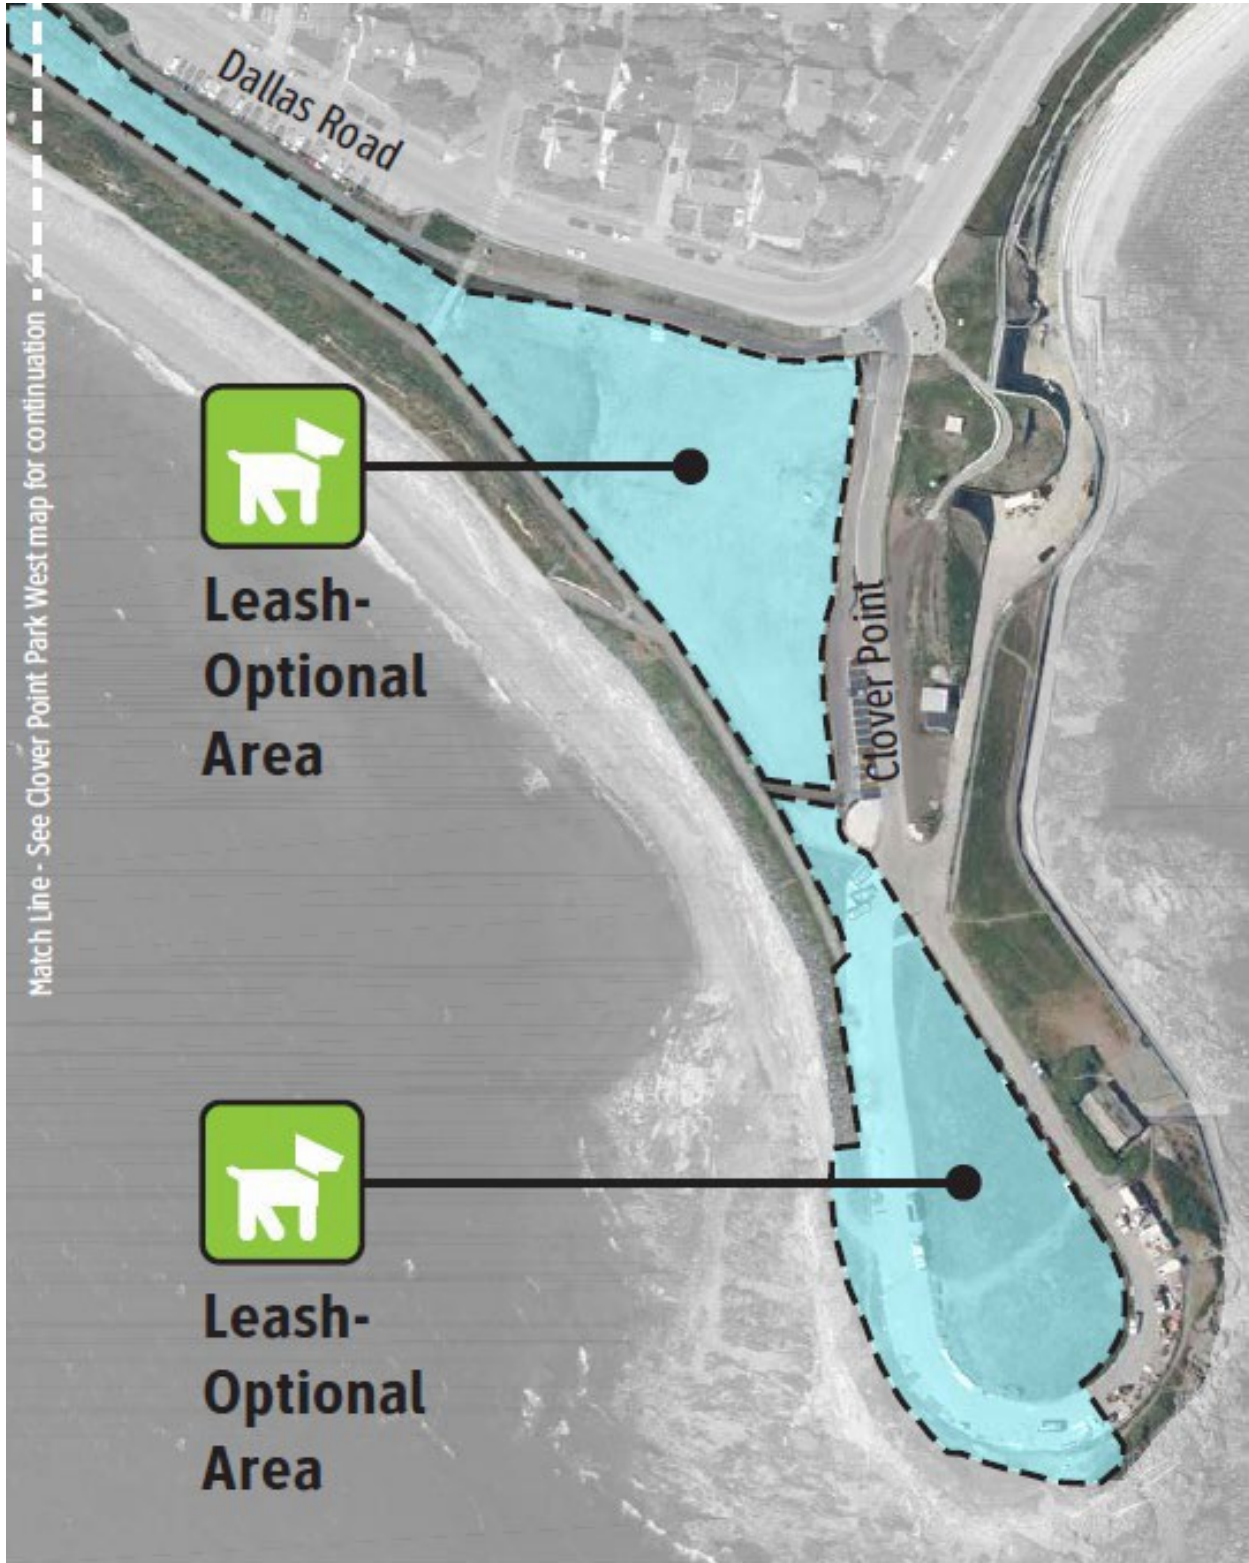 Dallas Road
Match Line - See Clover Point Park West map for continuation
Leash-
Optional
Area
Clover Point
Leash-
Optional
Area